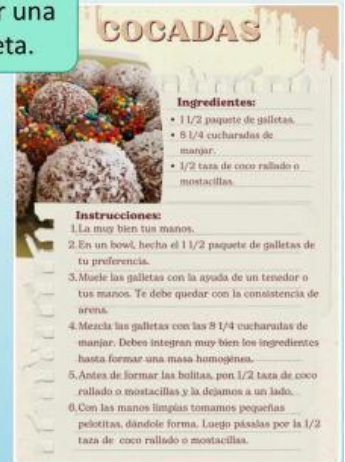 r una
eta.
COCADAS
Ingredientes:
• 1 1/2 paquete de galletas.
• 8 1/4 cucharadas de
manjar.
• 1/2 taza de coco rallado o
mostacillas.
Instrucciones:
1.La muy bien tus manos.
2.En un bowl, hecha el 1 1/2 paquete de galletas de
tu preferencia.
3.Muele las galletas con la ayuda de un tenedor o
tus manos. Te debe quedar con la consistencia de
arena.
4.Mezcla las galletas con las 8 1/4 cucharadas de
manjar. Debes integran muy bien los ingredientes
hasta formar una masa homogénea.
5.Antes de formar las bolitas, pon 1/2 taza de coco
rallado o mostacillas y la dejamos a un lado.
6.Con las manos limpias tomamos pequeñas
pelotitas, dándole forma. Luego pásalas por la 1/2
taza de coco rallado o mostacillas.